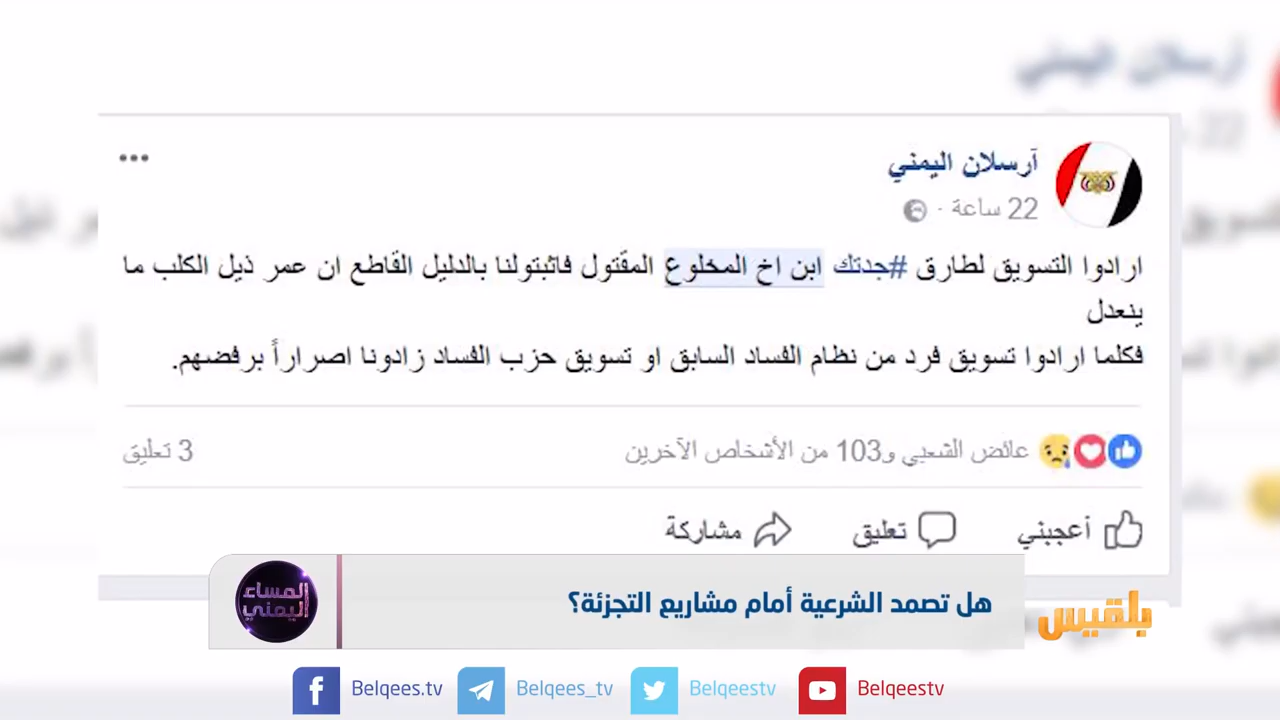 آرسلان اليمني
22 ساعة ·
ارادوا التسويق لطارق #جدتك ابن اخ المخلوع المقتول فاثبتولنا بالدليل القاطع ان عمر ذيل الكلب ما
ينعدل
فكلما ارادوا تسويق فرد من نظام الفساد السابق او تسويق حزب الفساد زادونا اصراراً برفضهم.
عائض الشعبي و103 من الأشخاص الآخرين
3 تعليق
أعجبني
تعليق
مشاركة
هل تصمد الشرعية أمام مشاريع التجزئة؟
المساء
اليمني
بلقيس
Belqees.tv
Belqees_tv
Belqeestv
Belqeestv